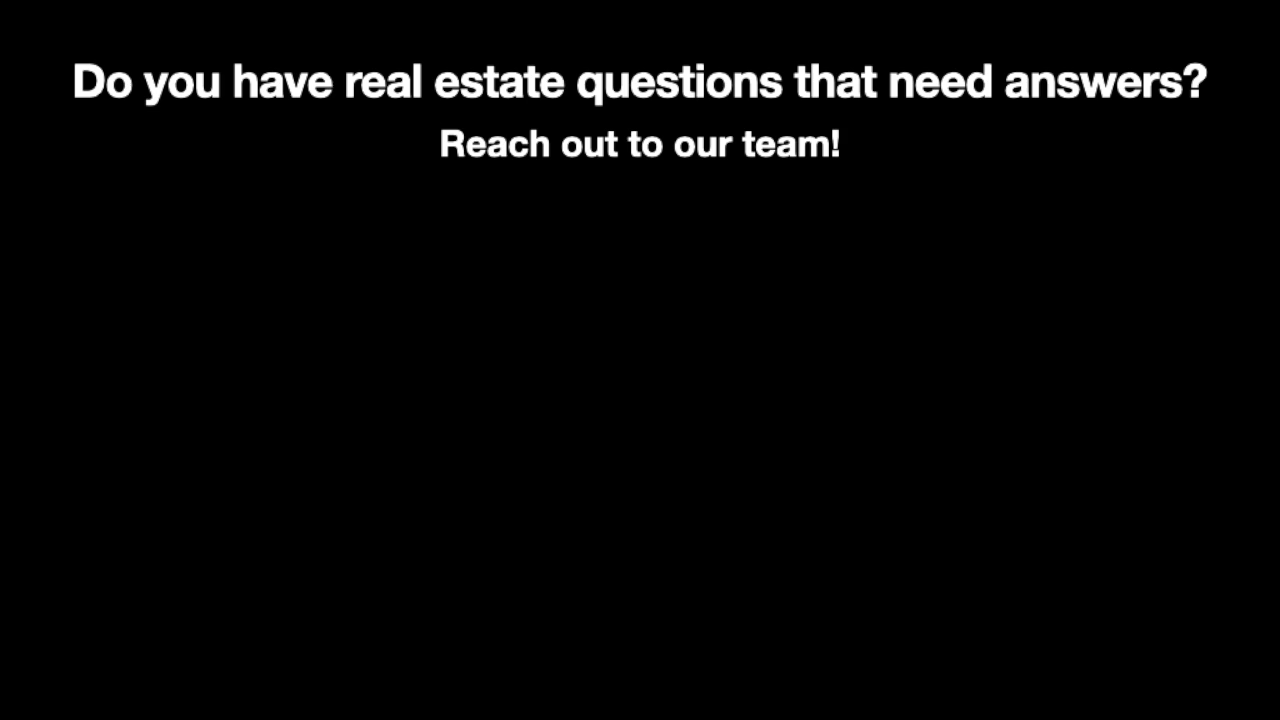 Do you have real estate questions that need answers?
Reach out to our team!